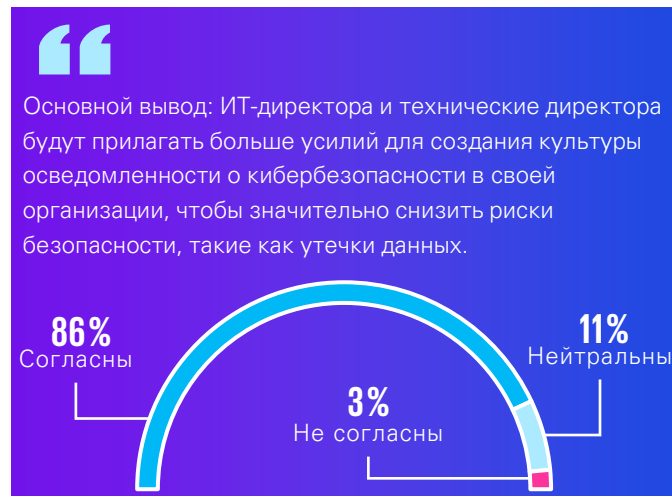 “
Основной вывод: ИТ-директора и технические директора
будут прилагать больше усилий для создания культуры
осведомленности о кибербезопасности в своей
организации, чтобы значительно снизить риски
безопасности, такие как утечки данных.
86%
Согласны
11%
Нейтральны
3%
Не согласны